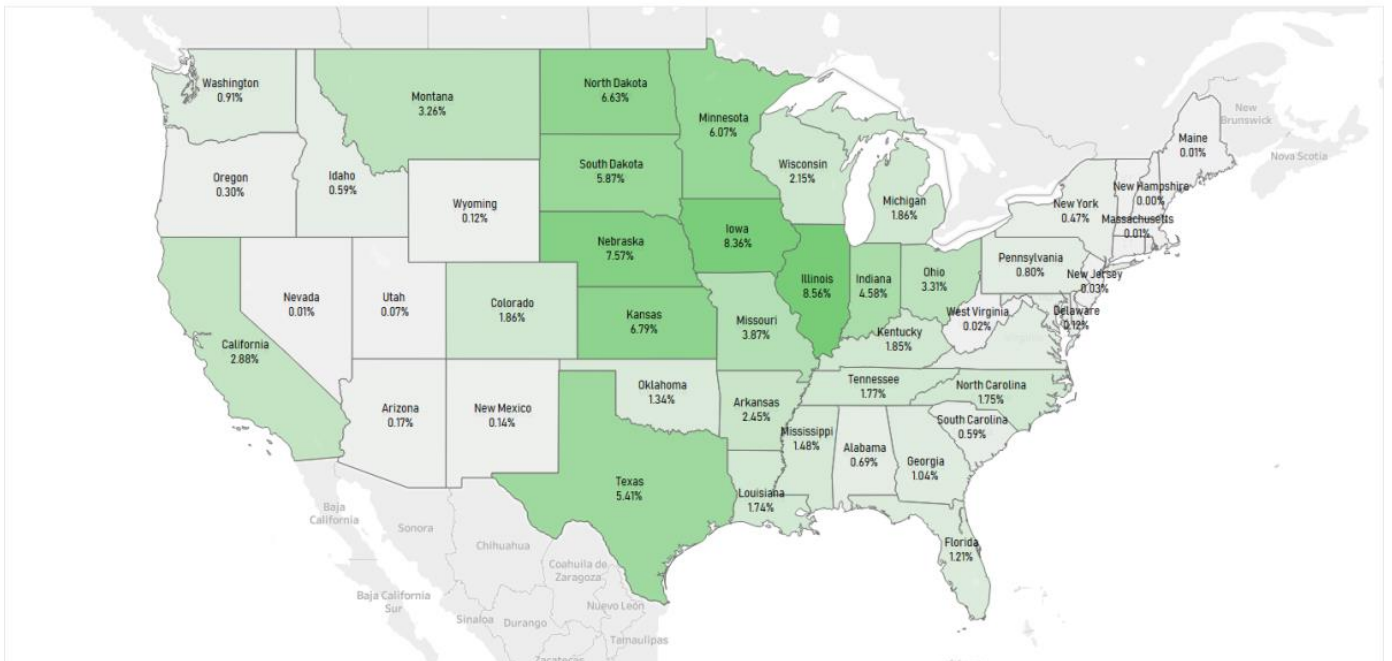 Washington
0.91%
Montana
3.26%
North Dakota
6.63%
Minnesota
6.07%
Maine
0.01%
New
Brunswick
Nova Scotia
Oregon
0.30%
Idaho
0.59%
Wyoming
0.12%
South Dakota
5.87%
Wisconsin
2.15%
Michigan
1.86%
New York
0.47%
New Hampshire
0.00%
Massachusetts
0.01%
Nebraska
7.57%
Iowa
8.36%
Illinois
8.56%
Indiana
4.58%
Ohio
3.31%
Pennsylvania
0.80%
New Jersey
0.03%
Nevada
0.01%
Utah
0.07%
Colorado
1.86%
Kansas
6.79%
Missouri
3.87%
Kentucky
1.85%
West Virginia
0.02%
Delaware
0.12%
Virginia
California
2.88%
Arizona
0.17%
New Mexico
0.14%
Oklahoma
1.34%
Arkansas
2.45%
Tennessee
1.77%
North Carolina
1.75%
South Carolina
0.59%
Mississippi
1.48%
Alabama
0.69%
Georgia
1.04%
Texas
5.41%
Louisiana
1.74%
Florida
1.21%
Baja
California
Sonora
Chihuahua
Coahuila de
Zaragoza
Baja California
Sur
Sinaloa
Durango
Nuevo León
Tamaulipas
Zacatecas